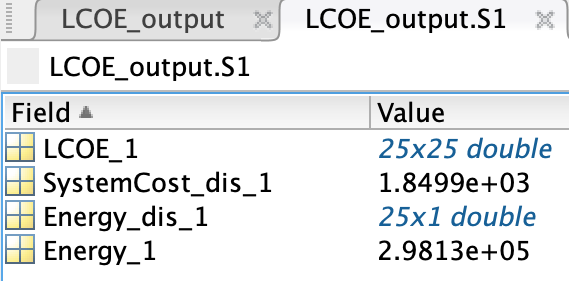 LCOE_output LCOE_output.S1
LCOE_output.S1
Field Value
LCOE_1 25x25 double
SystemCost_dis_1 1.8499e+03
Energy_dis_1 25x1 double
Energy_1 2.9813e+05